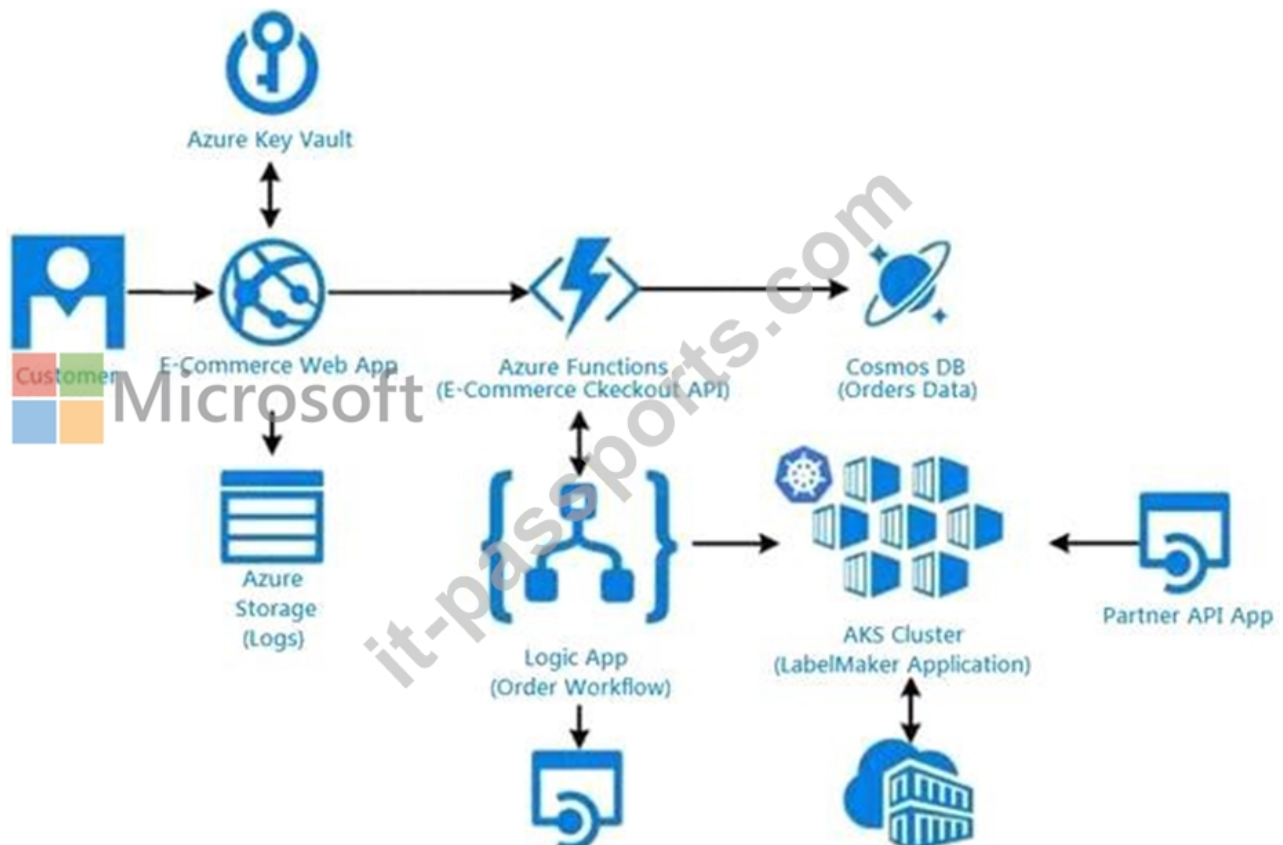 Azure Key Vault
Customer
E-Commerce Web App
Azure Functions
(E-Commerce Ckeckout API)
Cosmos DB
(Orders Data)
Microsoft
it-passports.com
Azure
Storage
(Logs)
Logic App
(Order Workflow)
AKS Cluster
(LabelMaker Application)
Partner API App